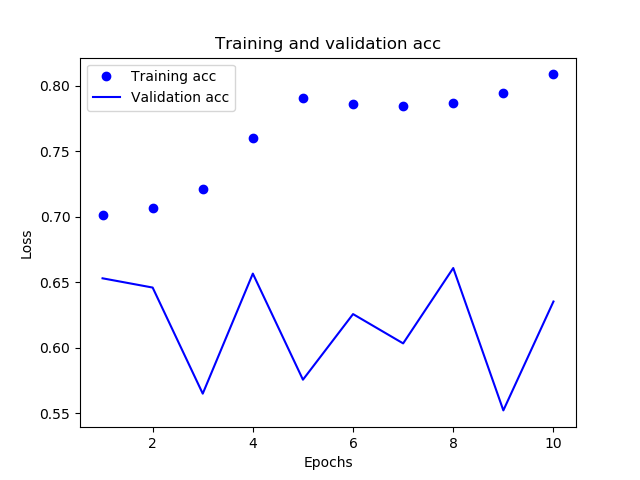 Training and validation acc
Training acc
Validation acc
0.80
0.75
0.70
0.65
0.60
0.55
Loss
2
4
6
8
10
Epochs